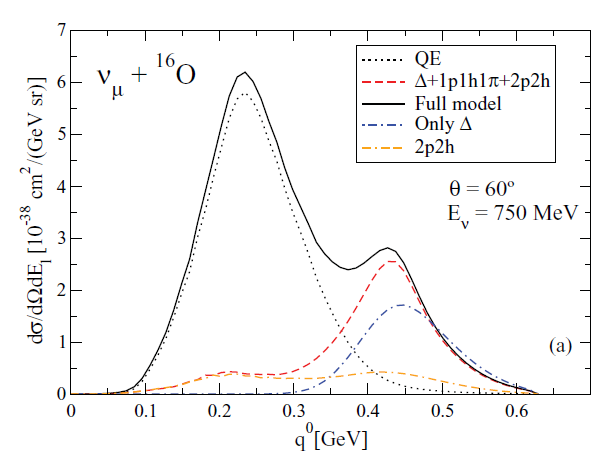 7
6
5
4
3
2
1
0
dσ/dΩdE_l [10^-38 cm^2/(GeV sr)]
ν_μ + ^16O
QE
Δ+1p1h1π+2p2h
Full model
Only Δ
2p2h
θ = 60º
E_ν = 750 MeV
(a)
0 0.1 0.2 0.3 0.4 0.5 0.6
q^0[GeV]